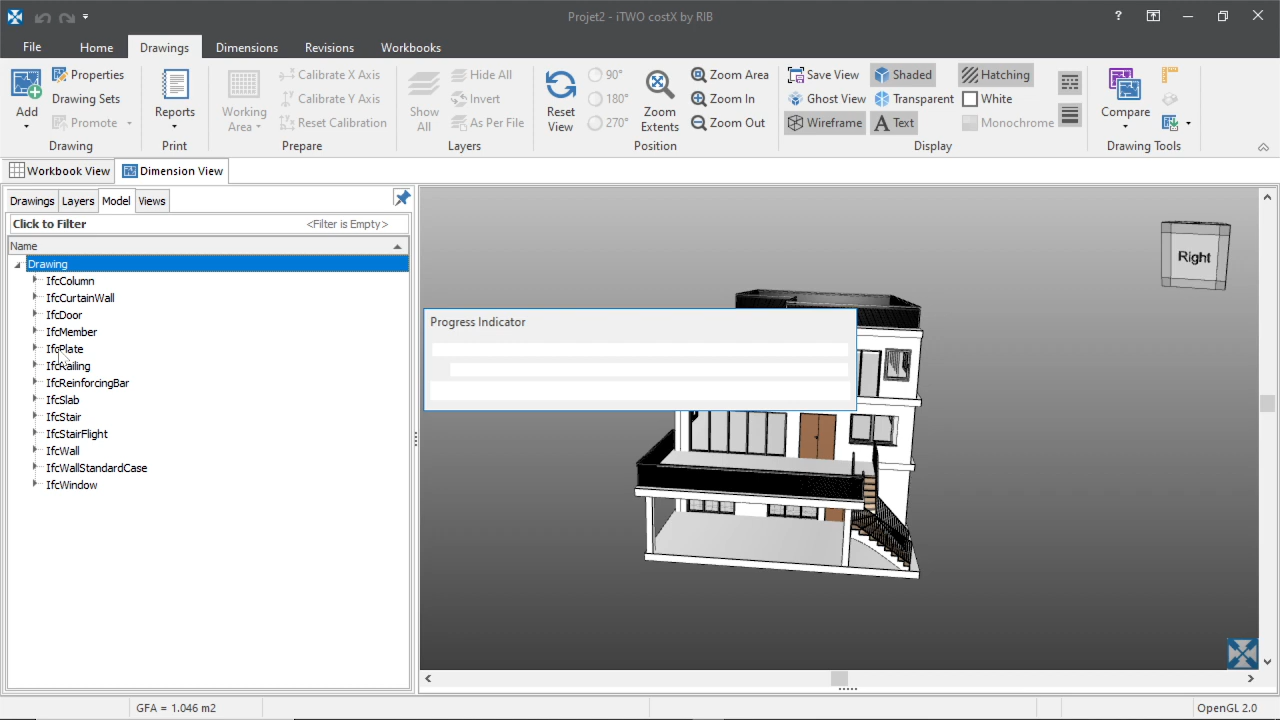 Projet2 - iTWO costX by RIB
?
File
Home
Drawings
Dimensions
Revisions
Workbooks
Add
Properties
Drawing Sets
Promote
Drawing
Reports
Print
Working
Area
Calibrate X Axis
Calibrate Y Axis
Reset Calibration
Prepare
Show
All
Hide All
Invert
As Per File
Layers
Reset
View
90°
180°
270°
Zoom
Extents
Zoom Area
Zoom In
Zoom Out
Position
Save View
Ghost View
Wireframe
Shaded
Transparent
Text
Hatching
White
Monochrome
Display
Compare
Drawing Tools
Workbook View
Dimension View
Drawings
Layers
Model
Views
Click to Filter
<Filter is Empty>
Name
Drawing
IfcColumn
IfcCurtainWall
IfcDoor
IfcMember
IfcPlate
IfcRailing
IfcReinforcingBar
IfcSlab
IfcStair
IfcStairFlight
IfcWall
IfcWallStandardCase
IfcWindow
Progress Indicator
Right
GFA = 1.046 m2
OpenGL 2.0